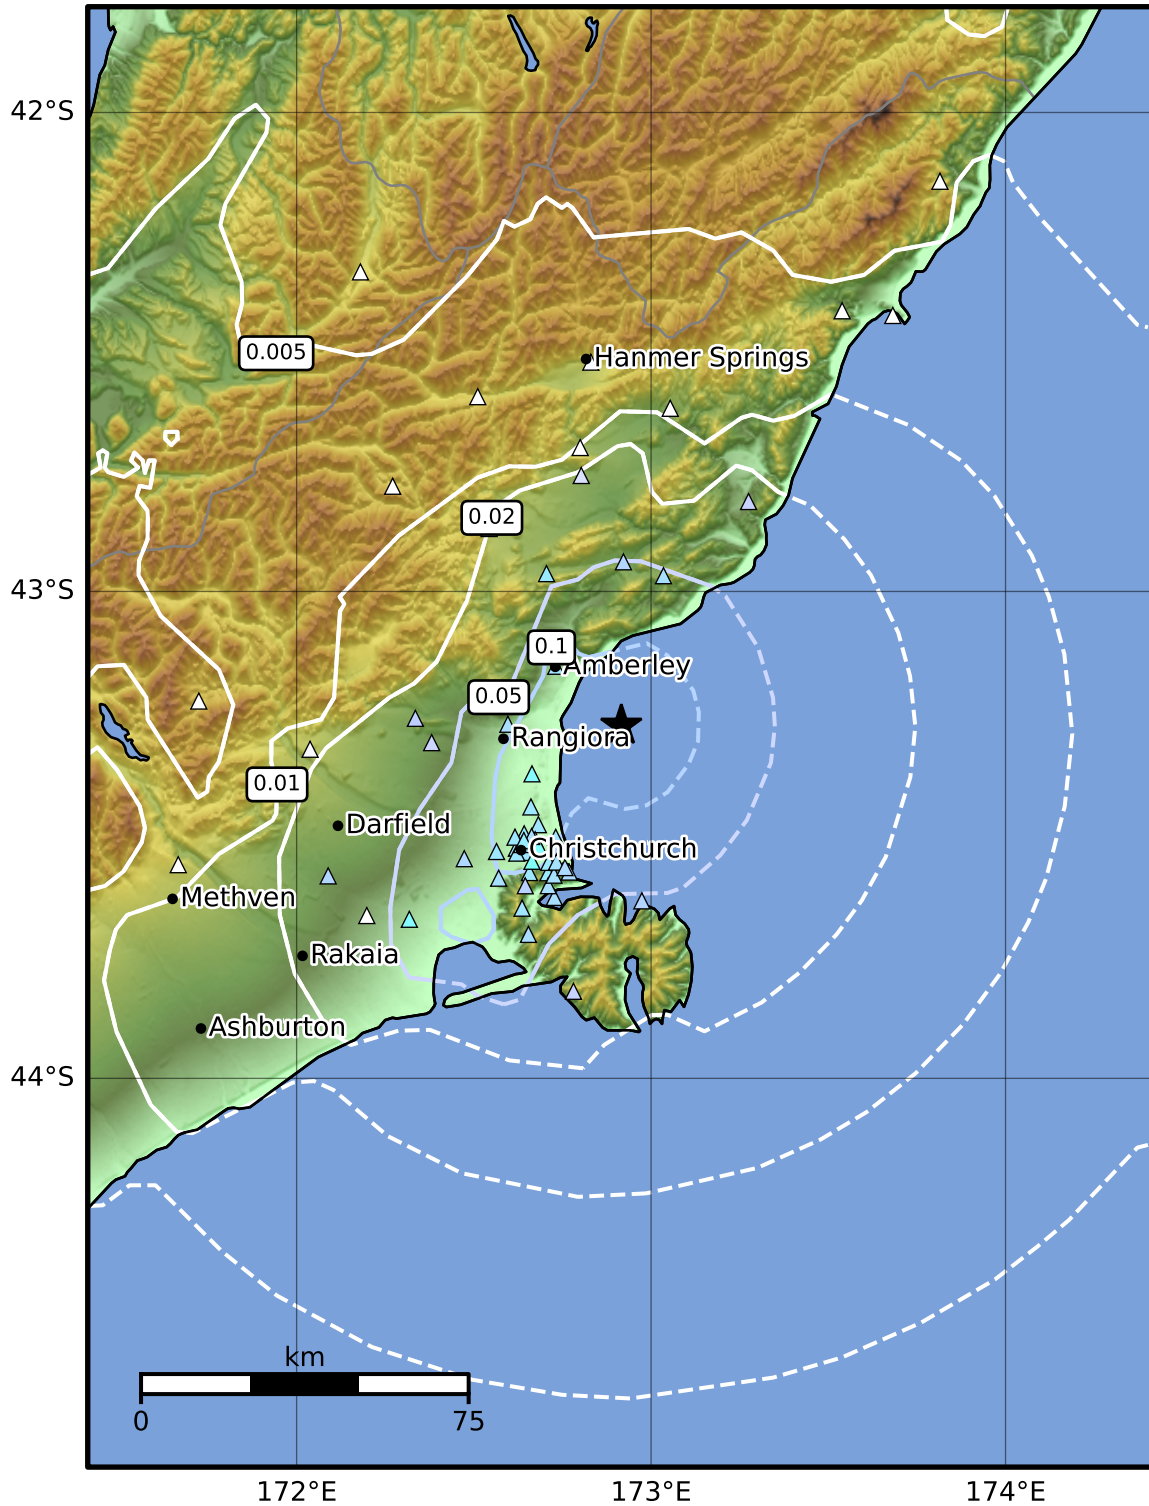 42°S
0.005
Hanmer Springs
0.02
43°S
0.1
Amberley
0.05
Rangiora
0.01
Darfield
Christchurch
Methven
Rakaia
Ashburton
44°S
km
0
75
172°E
173°E
174°E